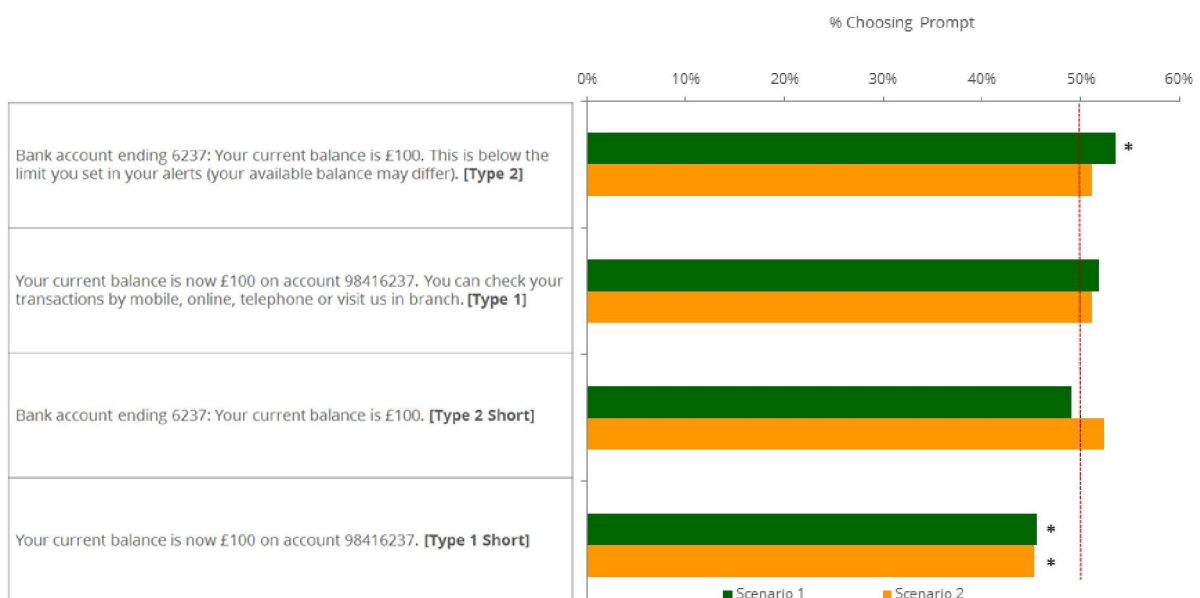 % Choosing Prompt
0% 10% 20% 30% 40% 50% 60%
Bank account ending 6237: Your current balance is £100. This is below the
limit you set in your alerts (your available balance may differ). [Type 2]
*
Your current balance is now £100 on account 98416237. You can check your
transactions by mobile, online, telephone or visit us in branch. [Type 1]
Bank account ending 6237: Your current balance is £100. [Type 2 Short]
Your current balance is now £100 on account 98416237. [Type 1 Short]
*
*
Scenario 1 Scenario 2